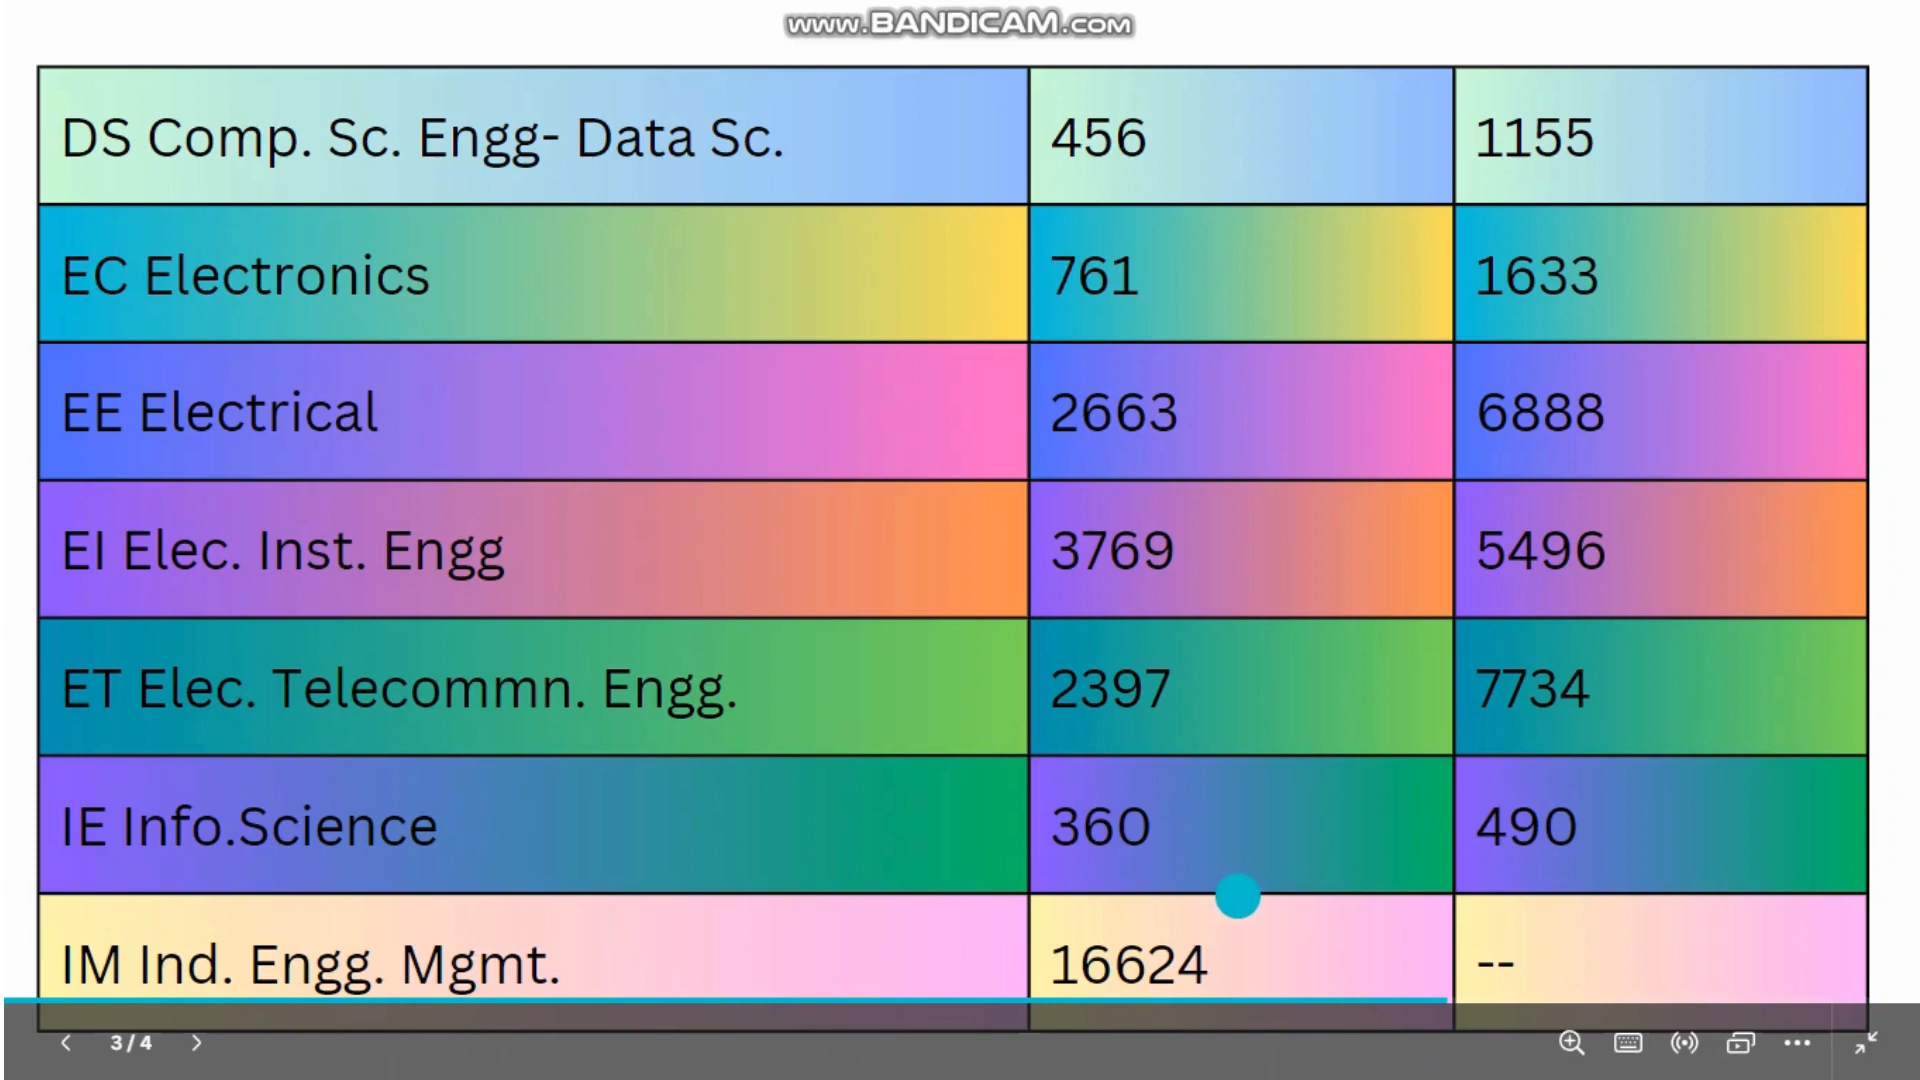 www.BANDICAM.com
DS Comp. Sc. Engg- Data Sc. 456 1155
EC Electronics 761 1633
EE Electrical 2663 6888
EI Elec. Inst. Engg 3769 5496
ET Elec. Telecommn. Engg. 2397 7734
IE Info.Science 360 490
IM Ind. Engg. Mgmt. 16624 --
3 / 4